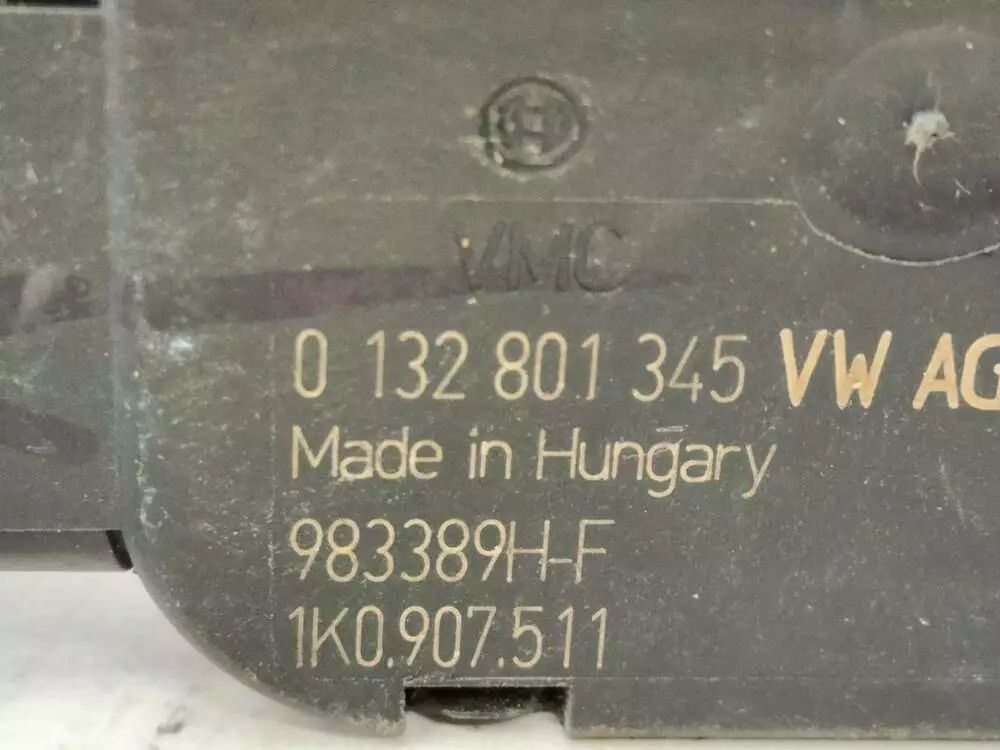 VMC
0 132 801 345 VW AG
Made in Hungary
983389H-F
1K0.907.511